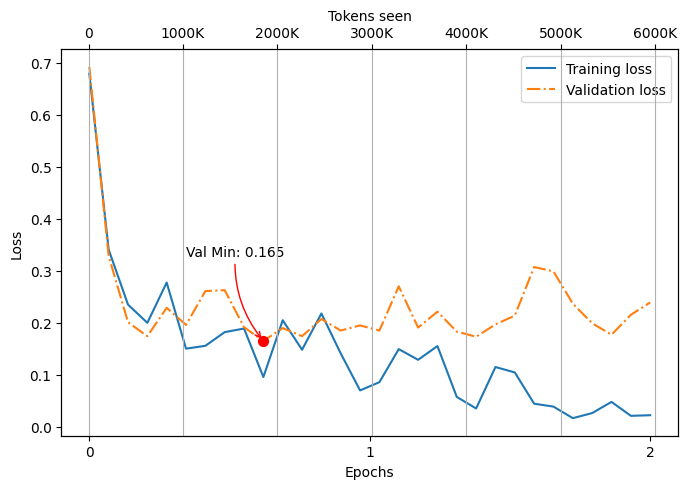 Tokens seen
0 1000K 2000K 3000K 4000K 5000K 6000K
0.7
Training loss
Validation loss
0.6
0.5
0.4
Val Min: 0.165
0.3
0.2
0.1
0.0
Loss
0 1 2
Epochs